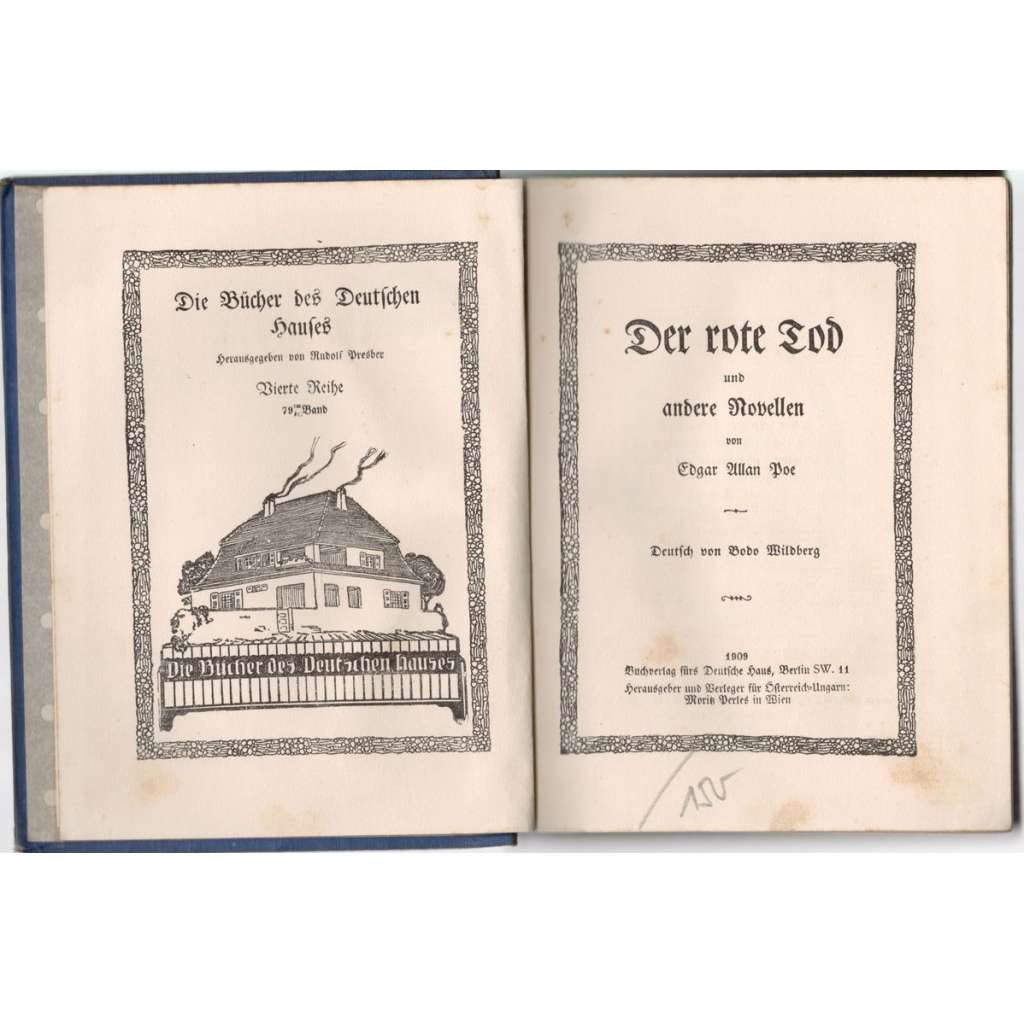 Die Bücher des Deutschen
Hauses
Herausgegeben von Rudolf Presber
Vierte Reihe
79ster Band
Die Bücher des Deutschen Hauses
Der rote Tod
und
andere Novellen
von
Edgar Allan Poe
Deutsch von Bodo Wildberg
1909
Buchverlag fürs Deutsche Haus, Berlin SW. 11
Herausgeber und Verleger für Österreich-Ungarn:
Moritz Perles in Wien